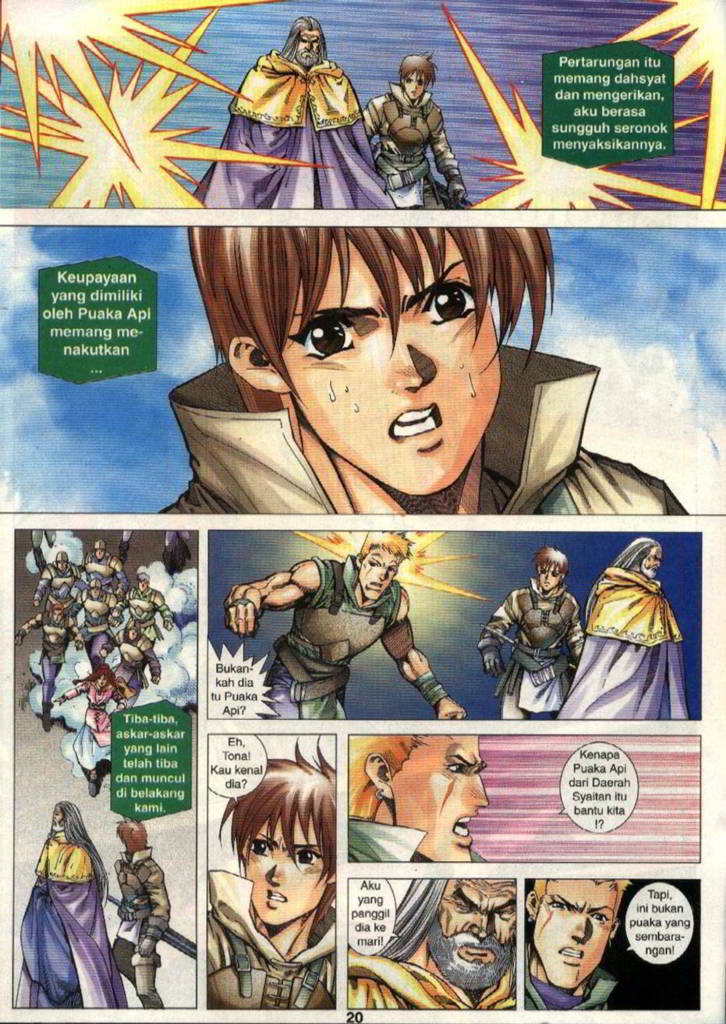 Pertarungan itu
memang dahsyat
dan mengerikan,
aku berasa
sungguh seronok
menyaksikannya.
Keupayaan
yang dimiliki
oleh Puaka Api
memang me-
nakutkan
...
Tiba-tiba,
askar-askar
yang lain
telah tiba
dan muncul
di belakang
kami.
Bukan-
kah dia
tu Puaka
Api?
Eh,
Tona!
Kau kenal
dia?
Kenapa
Puaka Api
dari Daerah
Syaitan itu
bantu kita
!?
Aku
yang
panggil
dia ke
mari!
Tapi,
ini bukan
puaka yang
sembara-
ngan!
20